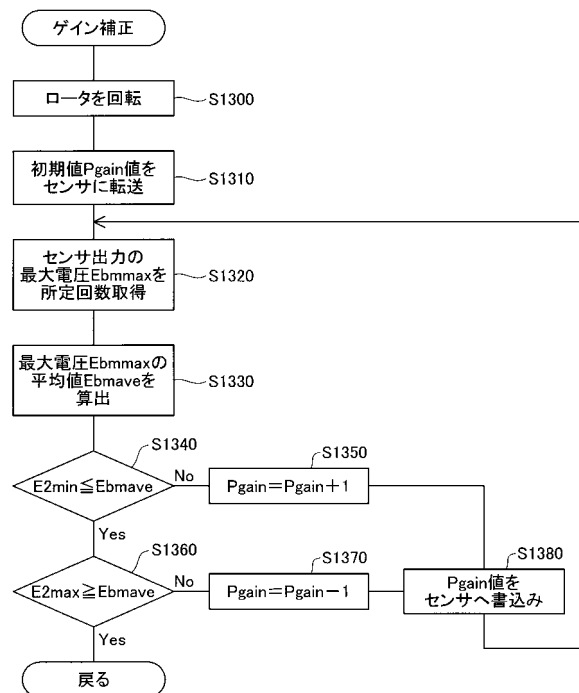 ゲイン補正
ロータを回転
S1300
初期値Pgain値を
センサに転送
S1310
センサ出力の
最大電圧Ebmmaxを
所定回数取得
S1320
最大電圧Ebmmaxの
平均値Ebmaveを
算出
S1330
S1340
E2min≦Ebmave
No
S1350
Pgain=Pgain+1
Yes
S1360
E2max≧Ebmave
No
S1370
Pgain=Pgain-1
S1380
Pgain値を
センサへ書込み
Yes
戻る